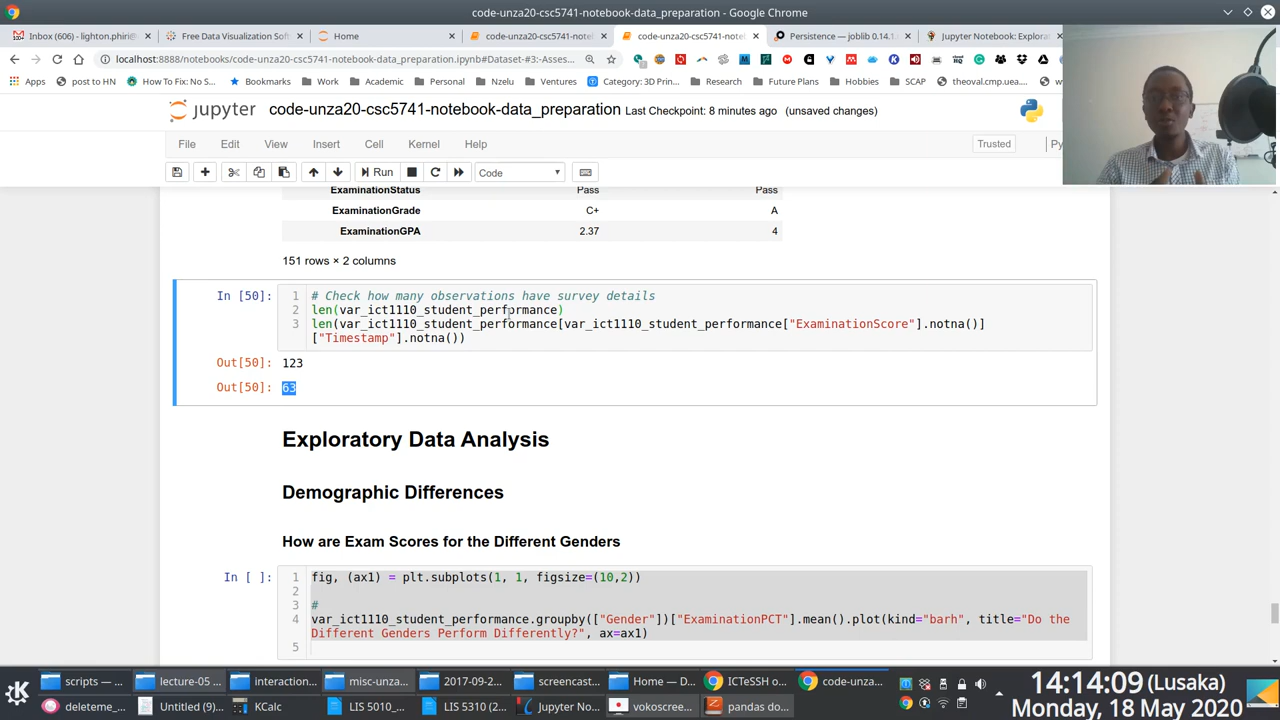 code-unza20-csc5741-notebook-data_preparation - Google Chrome
Inbox (606) - lighton.phiri
Free Data Visualization Sof
Home
code-unza20-csc5741-notebo
code-unza20-csc5741-notebo
Persistence — joblib 0.14.1
Jupyter Notebook: Explora
localhost:8888/notebooks/code-unza20-csc5741-notebook-data_preparation.ipynb#Dataset-#3:-Asses...
Apps
post to HN
How To Fix: No S
Bookmarks
Work
Academic
Personal
Nzelu
Ventures
Category:3D Prin...
Research
Future Plans
Hobbies
SCAP
theoval.cmp.uea
jupyter code-unza20-csc5741-notebook-data_preparation Last Checkpoint: 8 minutes ago (unsaved changes)
File Edit View Insert Cell Kernel Help
Trusted
Py
Run
Code
ExaminationStatus Pass Pass
ExaminationGrade C+ A
ExaminationGPA 2.37 4
151 rows × 2 columns
In [50]: 1 # Check how many observations have survey details
2 len(var_ict1110_student_performance)
3 len(var_ict1110_student_performance[var_ict1110_student_performance["ExaminationScore"].notna()]
["Timestamp"].notna())
Out[50]: 123
Out[50]: 63
Exploratory Data Analysis
Demographic Differences
How are Exam Scores for the Different Genders
In [ ]: 1 fig, (ax1) = plt.subplots(1, 1, figsize=(10,2))
2
3 #
4 var_ict1110_student_performance.groupby(["Gender"])["ExaminationPCT"].mean().plot(kind="barh", title="Do the
Different Genders Perform Differently?", ax=ax1)
5
scripts —...
lecture-05 ...
interaction...
misc-unza...
2017-09-2...
screencast...
Home — D...
ICTeSSH o...
code-unza...
14:14:09 (Lusaka)
deleteme_...
Untitled (9)...
KCalc
LIS 5010_...
LIS 5310 (2...
Jupyter No...
vokoscree...
pandas do...
Monday, 18 May 2020